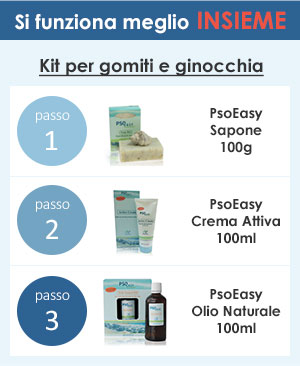 Si funziona meglio INSIEME
Kit per gomiti e ginocchia
passo
1
PsoEasy
Sapone
100g
passo
2
PsoEasy
Crema Attiva
100ml
passo
3
PsoEasy
Olio Naturale
100ml